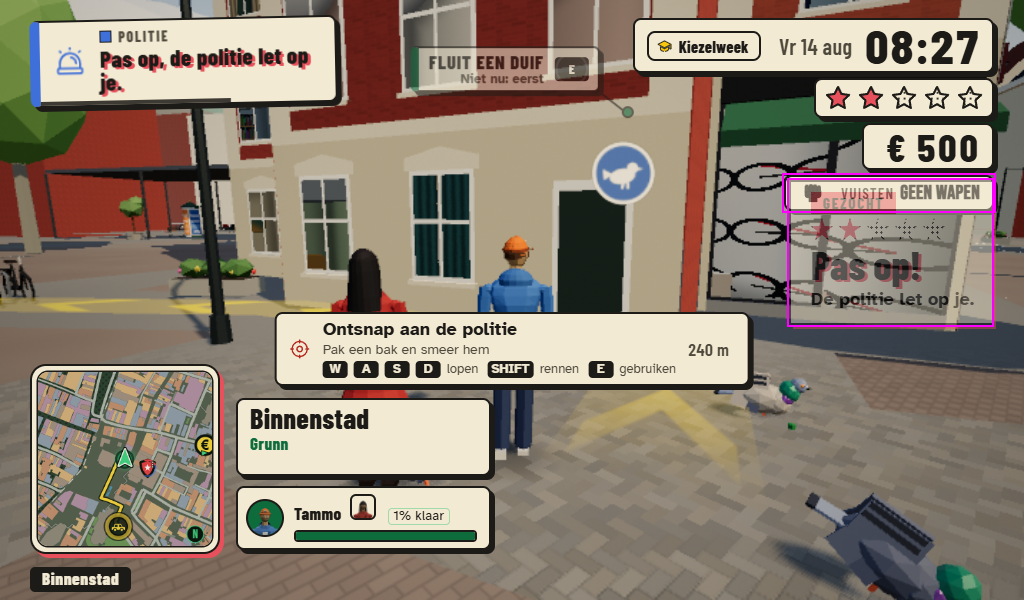 POLITIE
Pas op, de politie let op
je.
FLUIT EEN DUIF
Niet nu: eerst
E
Kiezelweek
Vr 14 aug
08:27
€ 500
VUISTEN GEEN WAPEN
GEZOCHT
Pas op!
De politie let op je.
Ontsnap aan de politie
Pak een bak en smeer hem
240 m
W A S D lopen SHIFT rennen E gebruiken
Binnenstad
Grunn
Tammo
1% klaar
€
N
Binnenstad